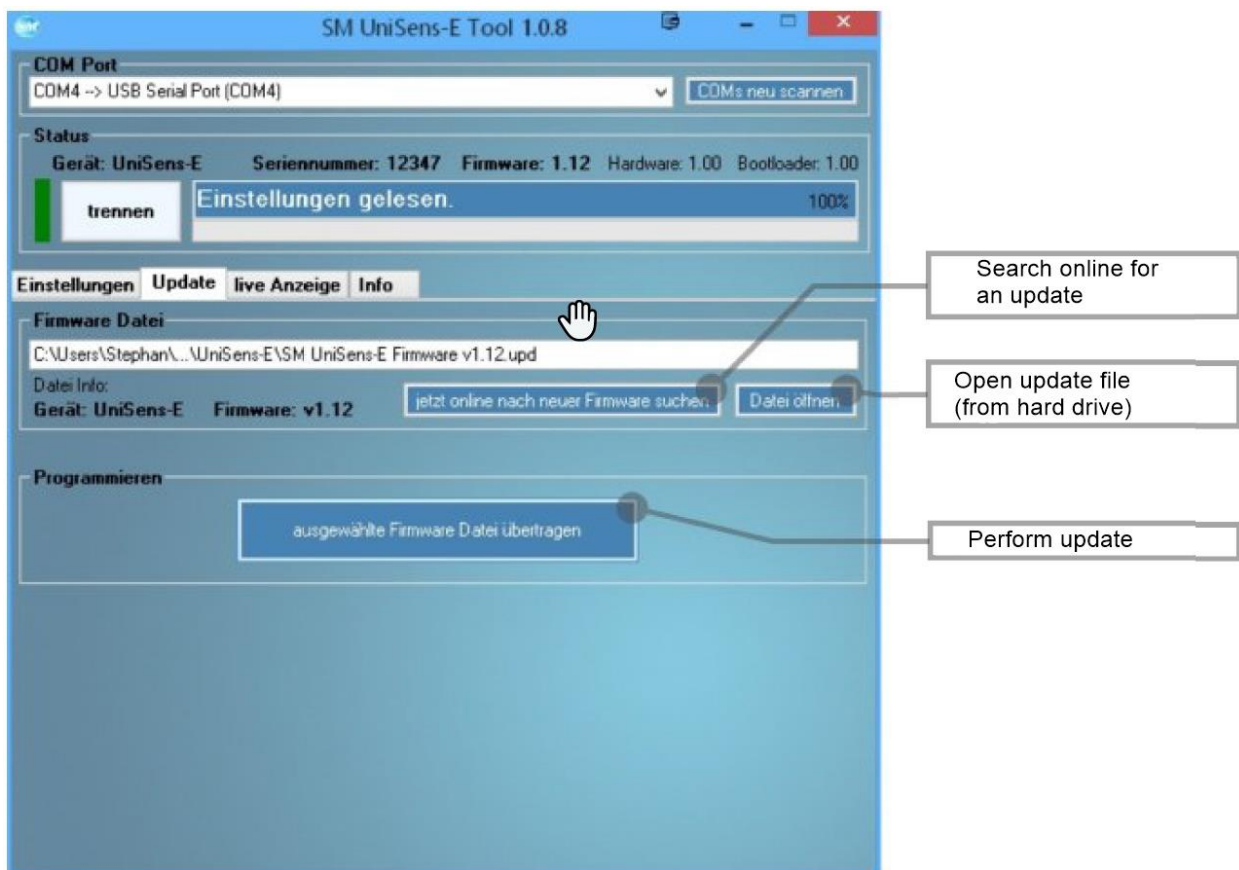 SM UniSens-E Tool 1.0.8
COM Port
COM4 --> USB Serial Port (COM4)
COMs neu scannen
Status
Gerät: UniSens-E Seriennummer: 12347 Firmware: 1.12 Hardware: 1.00 Bootloader: 1.00
trennen
Einstellungen gelesen. 100%
Einstellungen Update live Anzeige Info
Search online for
an update
Firmware Datei
C:\Users\Stephan\...\UniSens-E\SM UniSens-E Firmware v1.12.upd
Datei Info:
Gerät: UniSens-E Firmware: v1.12
jetzt online nach neuer Firmware suchen
Datei öffnen
Open update file
(from hard drive)
Programmieren
ausgewählte Firmware Datei übertragen
Perform update